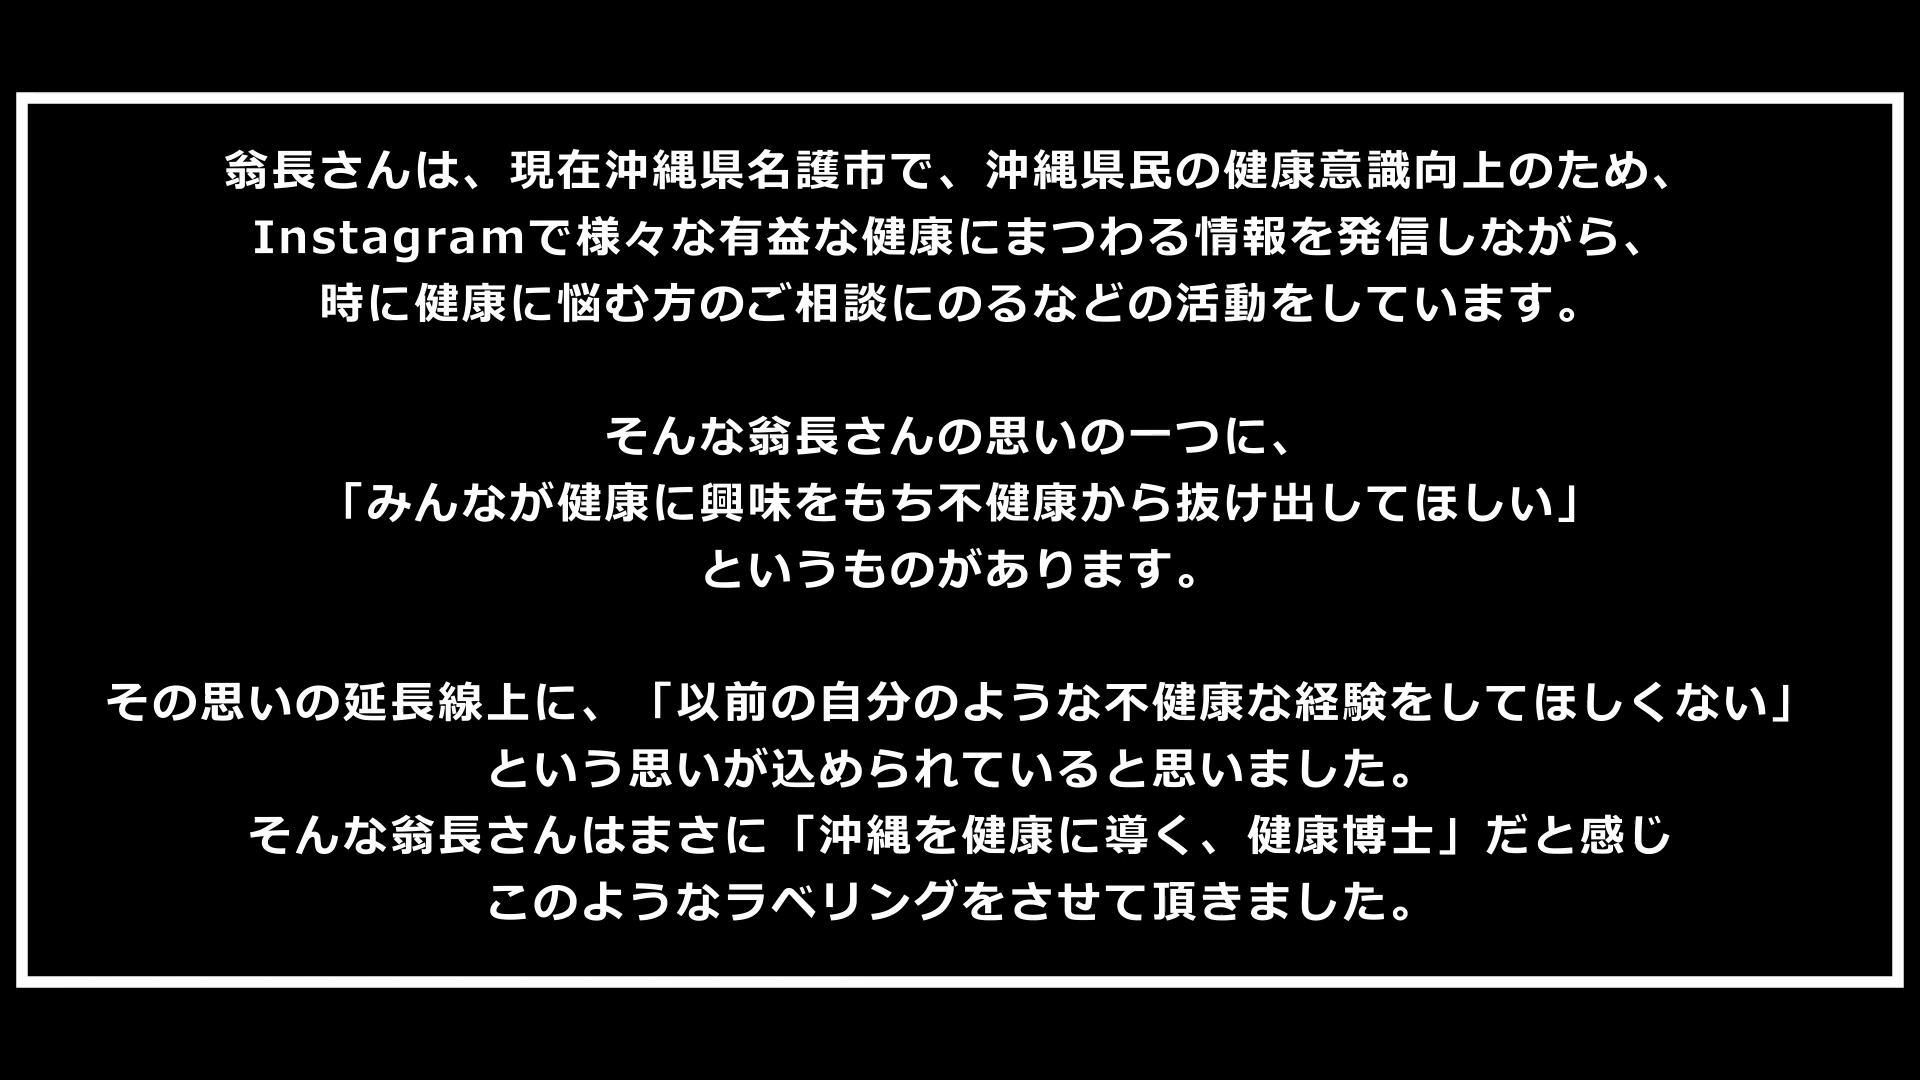 翁長さんは、現在沖縄県名護市で、沖縄県民の健康意識向上のため、
Instagramで様々な有益な健康にまつわる情報を発信しながら、
時に健康に悩む方のご相談にのるなどの活動をしています。
そんな翁長さんの思いの一つに、
「みんなが健康に興味をもち不健康から抜け出してほしい」
というものがあります。
その思いの延長線上に、「以前の自分のような不健康な経験をしてほしくない」
という思いが込められていると思いました。
そんな翁長さんはまさに「沖縄を健康に導く、健康博士」だと感じ
このようなラベリングをさせて頂きました。